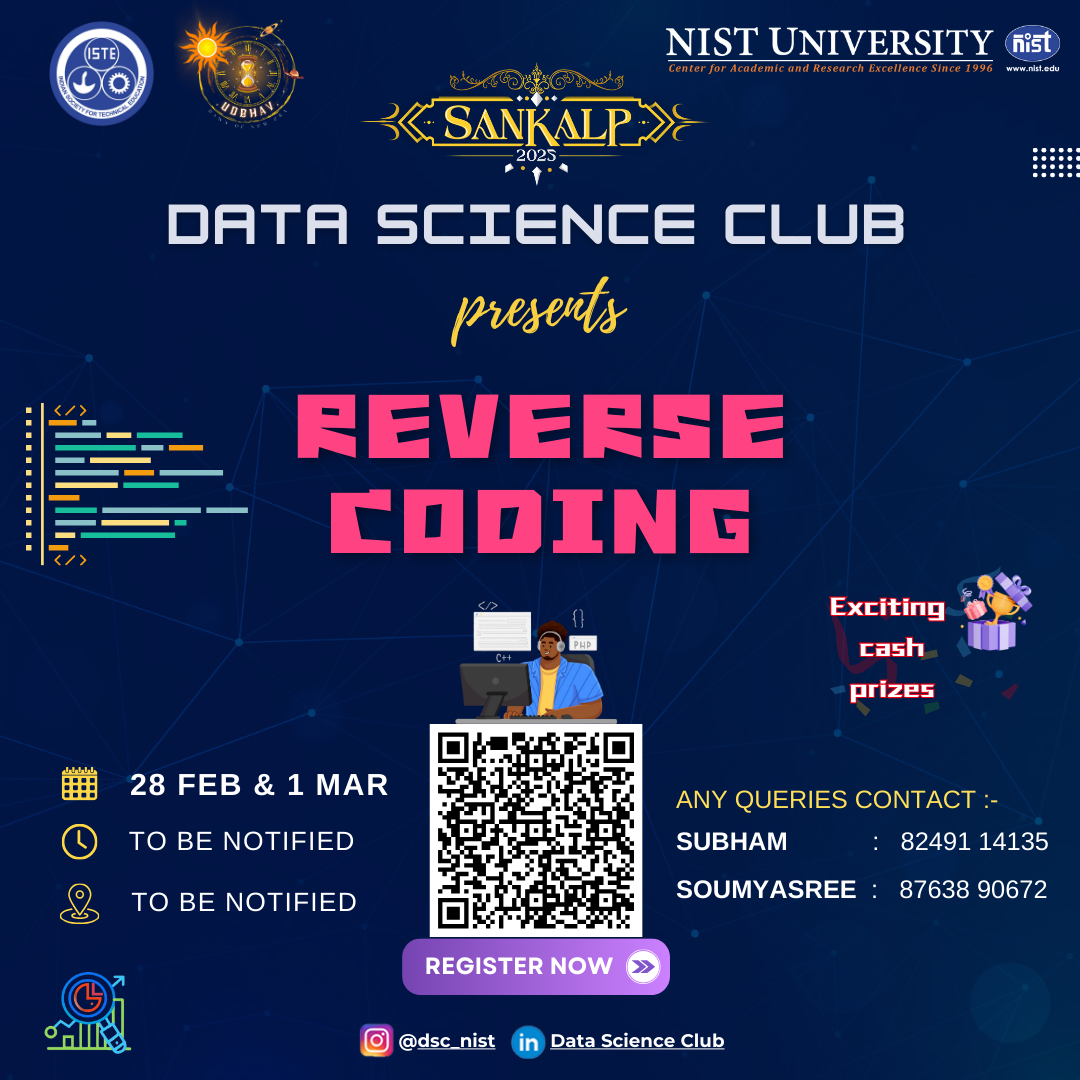 ISTE
INDIAN SOCIETY FOR TECHNICAL EDUCATION
UDBHAV
NIST UNIVERSITY
Center for Academic and Research Excellence Since 1996
nist
www.nist.edu
SANKALP
2025
DATA SCIENCE CLUB
presents
REVERSE
CODING
</>
</>
</>
{}
PHP
C++
Exciting
cash
prizes
28 FEB & 1 MAR
TO BE NOTIFIED
TO BE NOTIFIED
ANY QUERIES CONTACT :-
SUBHAM : 82491 14135
SOUMYASREE : 87638 90672
REGISTER NOW
@dsc_nist
in Data Science Club